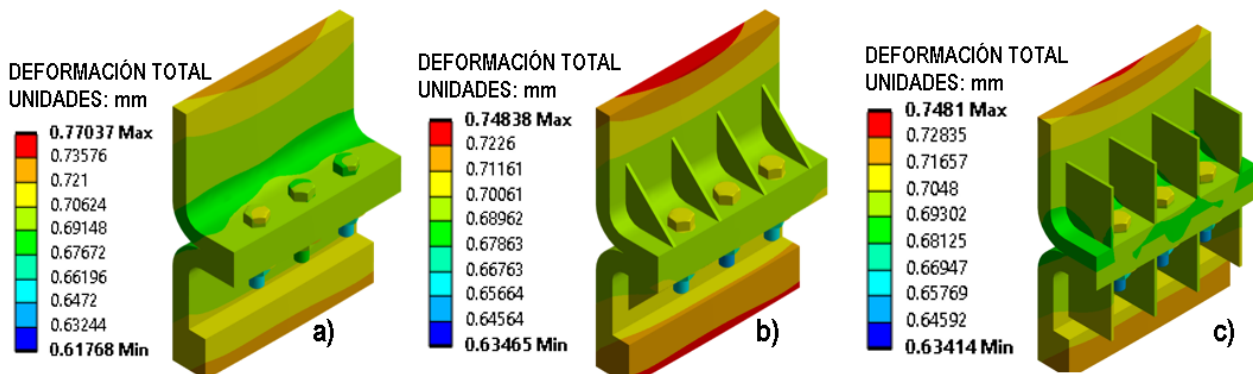 DEFORMACIÓN TOTAL
UNIDADES: mm
0.77037 Max
0.73576
0.721
0.70624
0.69148
0.67672
0.66196
0.6472
0.63244
0.61768 Min
a)
DEFORMACIÓN TOTAL
UNIDADES: mm
0.74838 Max
0.7226
0.71161
0.70061
0.68962
0.67863
0.66763
0.65664
0.64564
0.63465 Min
b)
DEFORMACIÓN TOTAL
UNIDADES: mm
0.7481 Max
0.72835
0.71657
0.7048
0.69302
0.68125
0.66947
0.65769
0.64592
0.63414 Min
c)